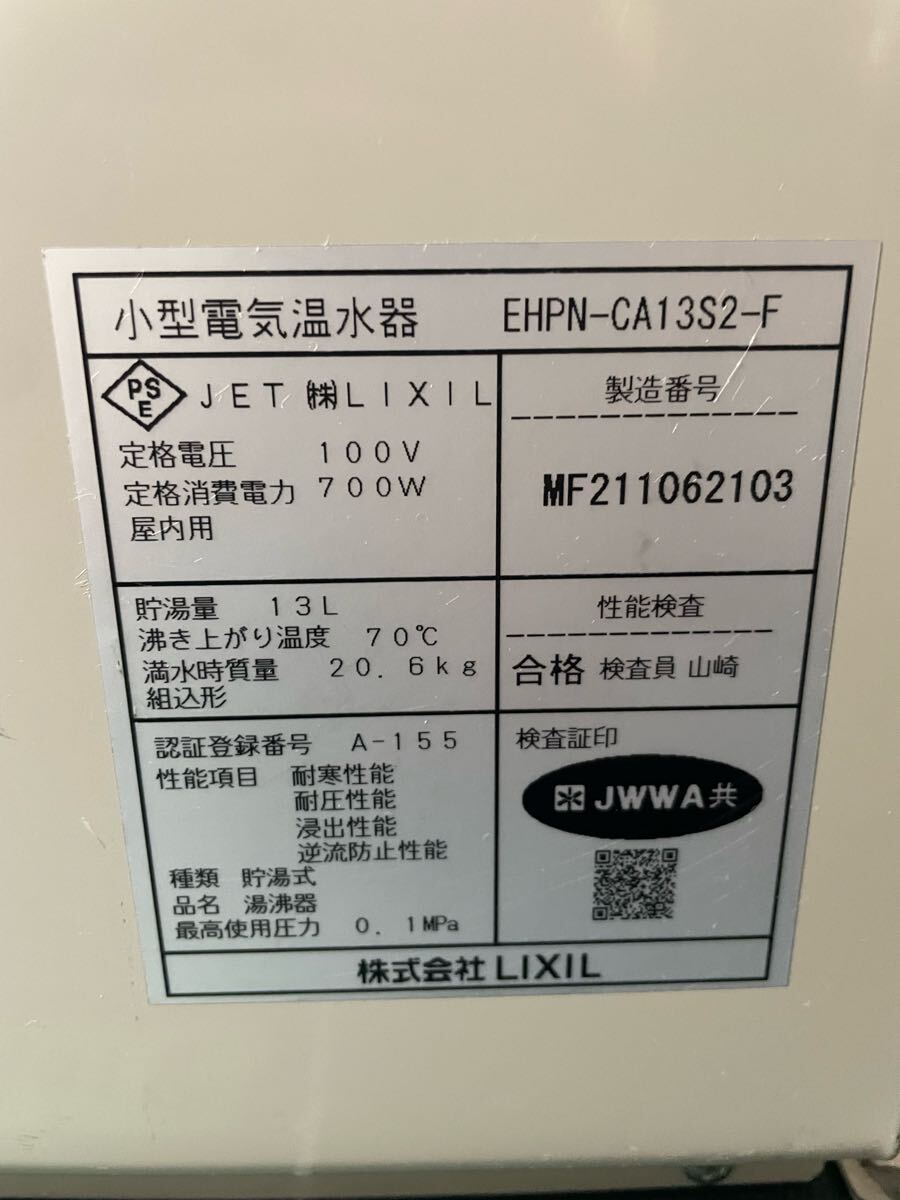 小型電気温水器 EHPN-CA13S2-F
PS
E
JET ㈱LIXIL
定格電圧 100V
定格消費電力 700W
屋内用
製造番号
MF211062103
貯湯量 13L
沸き上がり温度 70℃
満水時質量 20.6kg
組込形
性能検査
合格 検査員 山崎
認証登録番号 A-155
性能項目 耐寒性能
耐圧性能
浸出性能
逆流防止性能
種類 貯湯式
品名 湯沸器
最高使用圧力 0.1MPa
検査証印
JWWA共
株式会社LIXIL